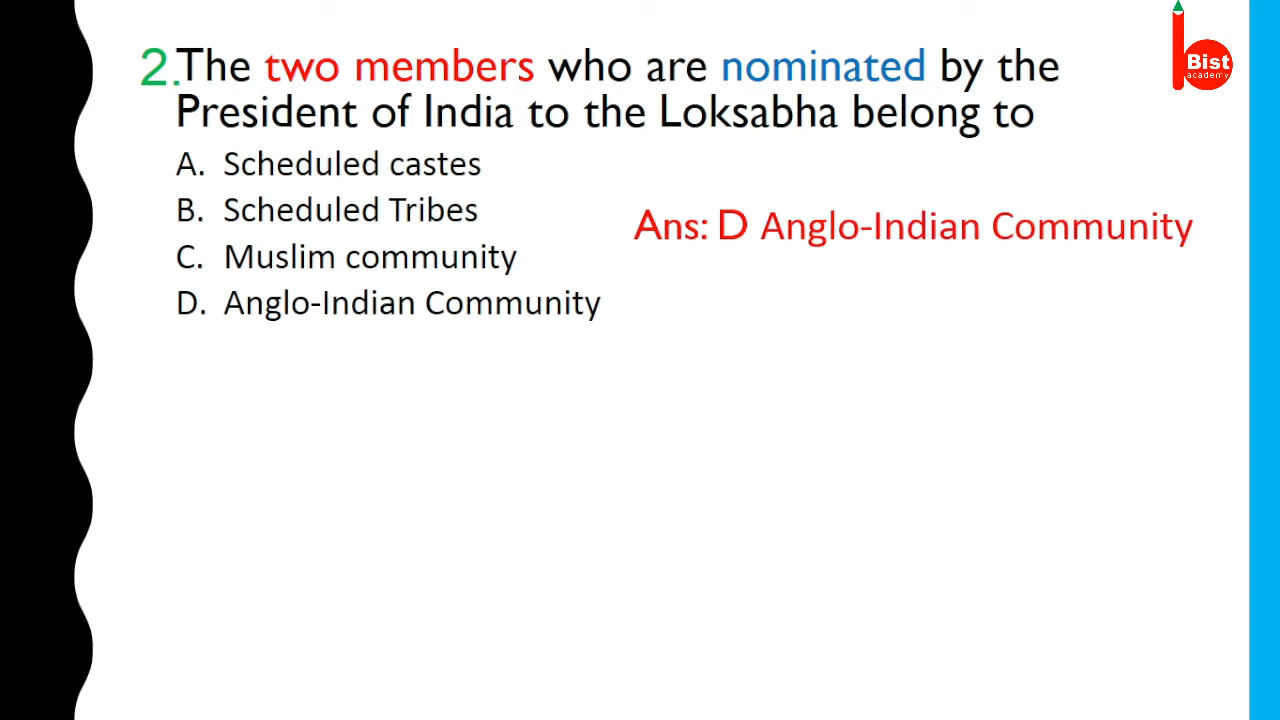 Bist
academy
2.The two members who are nominated by the
President of India to the Loksabha belong to
A. Scheduled castes
B. Scheduled Tribes
C. Muslim community
D. Anglo-Indian Community
Ans: D Anglo-Indian Community